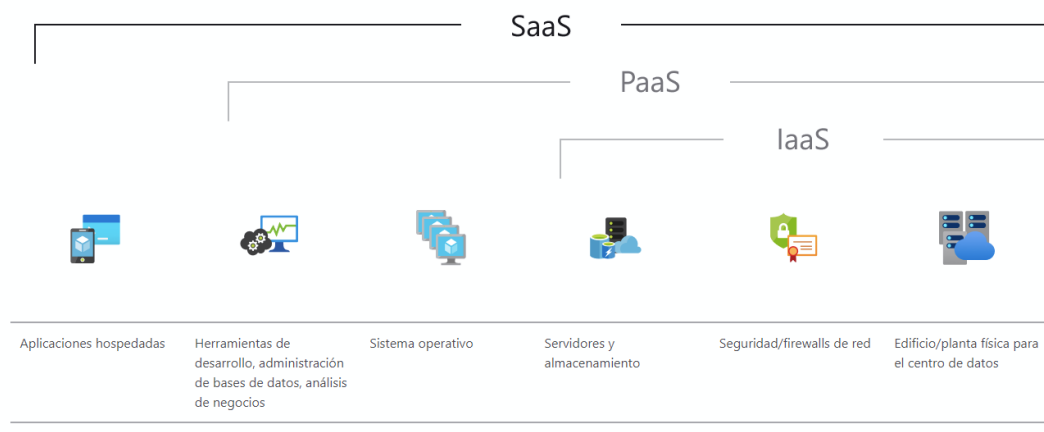 SaaS
PaaS
IaaS
Aplicaciones hospedadas
Herramientas de
desarrollo, administración
de bases de datos, análisis
de negocios
Sistema operativo
Servidores y
almacenamiento
Seguridad/firewalls de red
Edificio/planta física para
el centro de datos